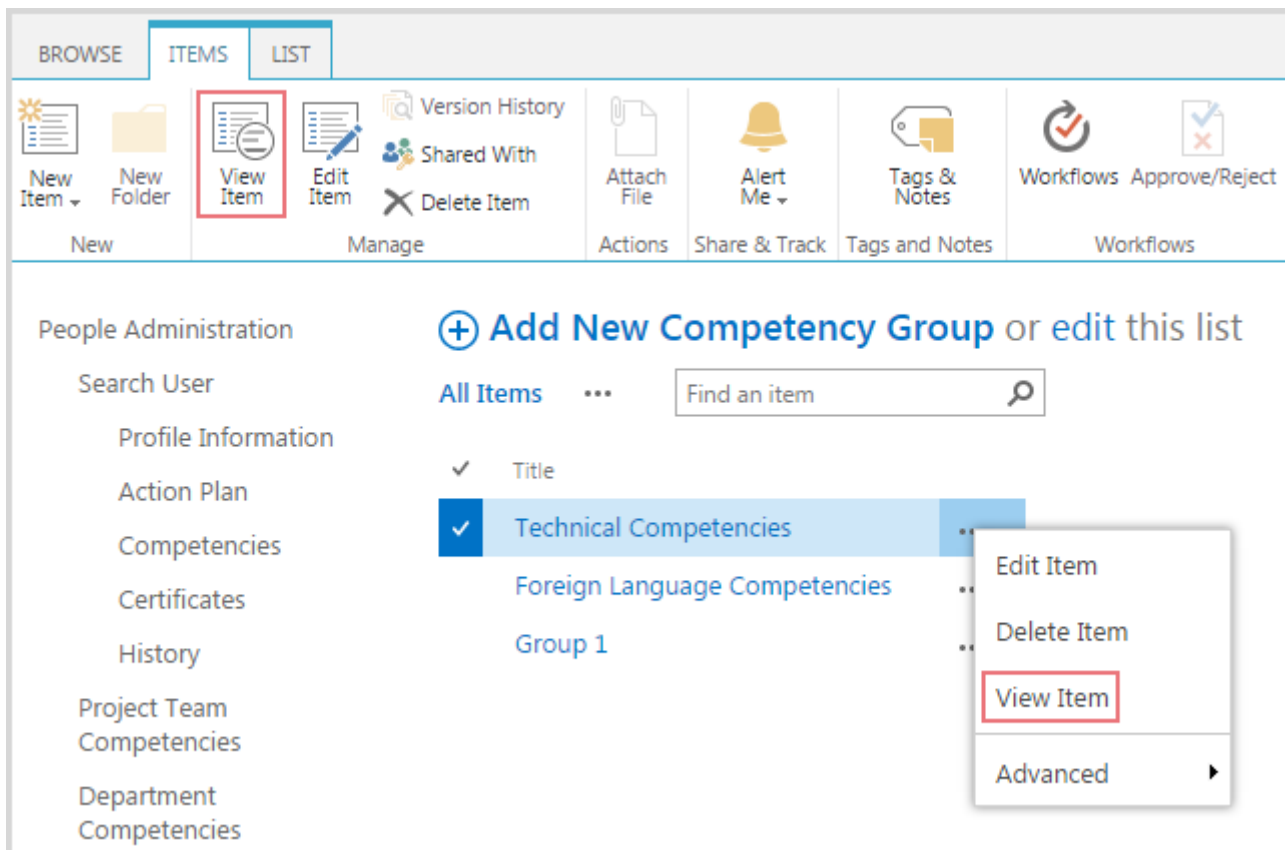 BROWSE ITEMS LIST
New
Item
New
Folder
View
Item
Edit
Item
Version History
Shared With
Delete Item
Attach
File
Alert
Me
Tags &
Notes
Workflows
Approve/Reject
New
Manage
Actions
Share & Track
Tags and Notes
Workflows
People Administration
Search User
Profile Information
Action Plan
Competencies
Certificates
History
Project Team
Competencies
Department
Competencies
Add New Competency Group or edit this list
All Items ...
Find an item
Title
Technical Competencies
Foreign Language Competencies
Group 1
Edit Item
Delete Item
View Item
Advanced